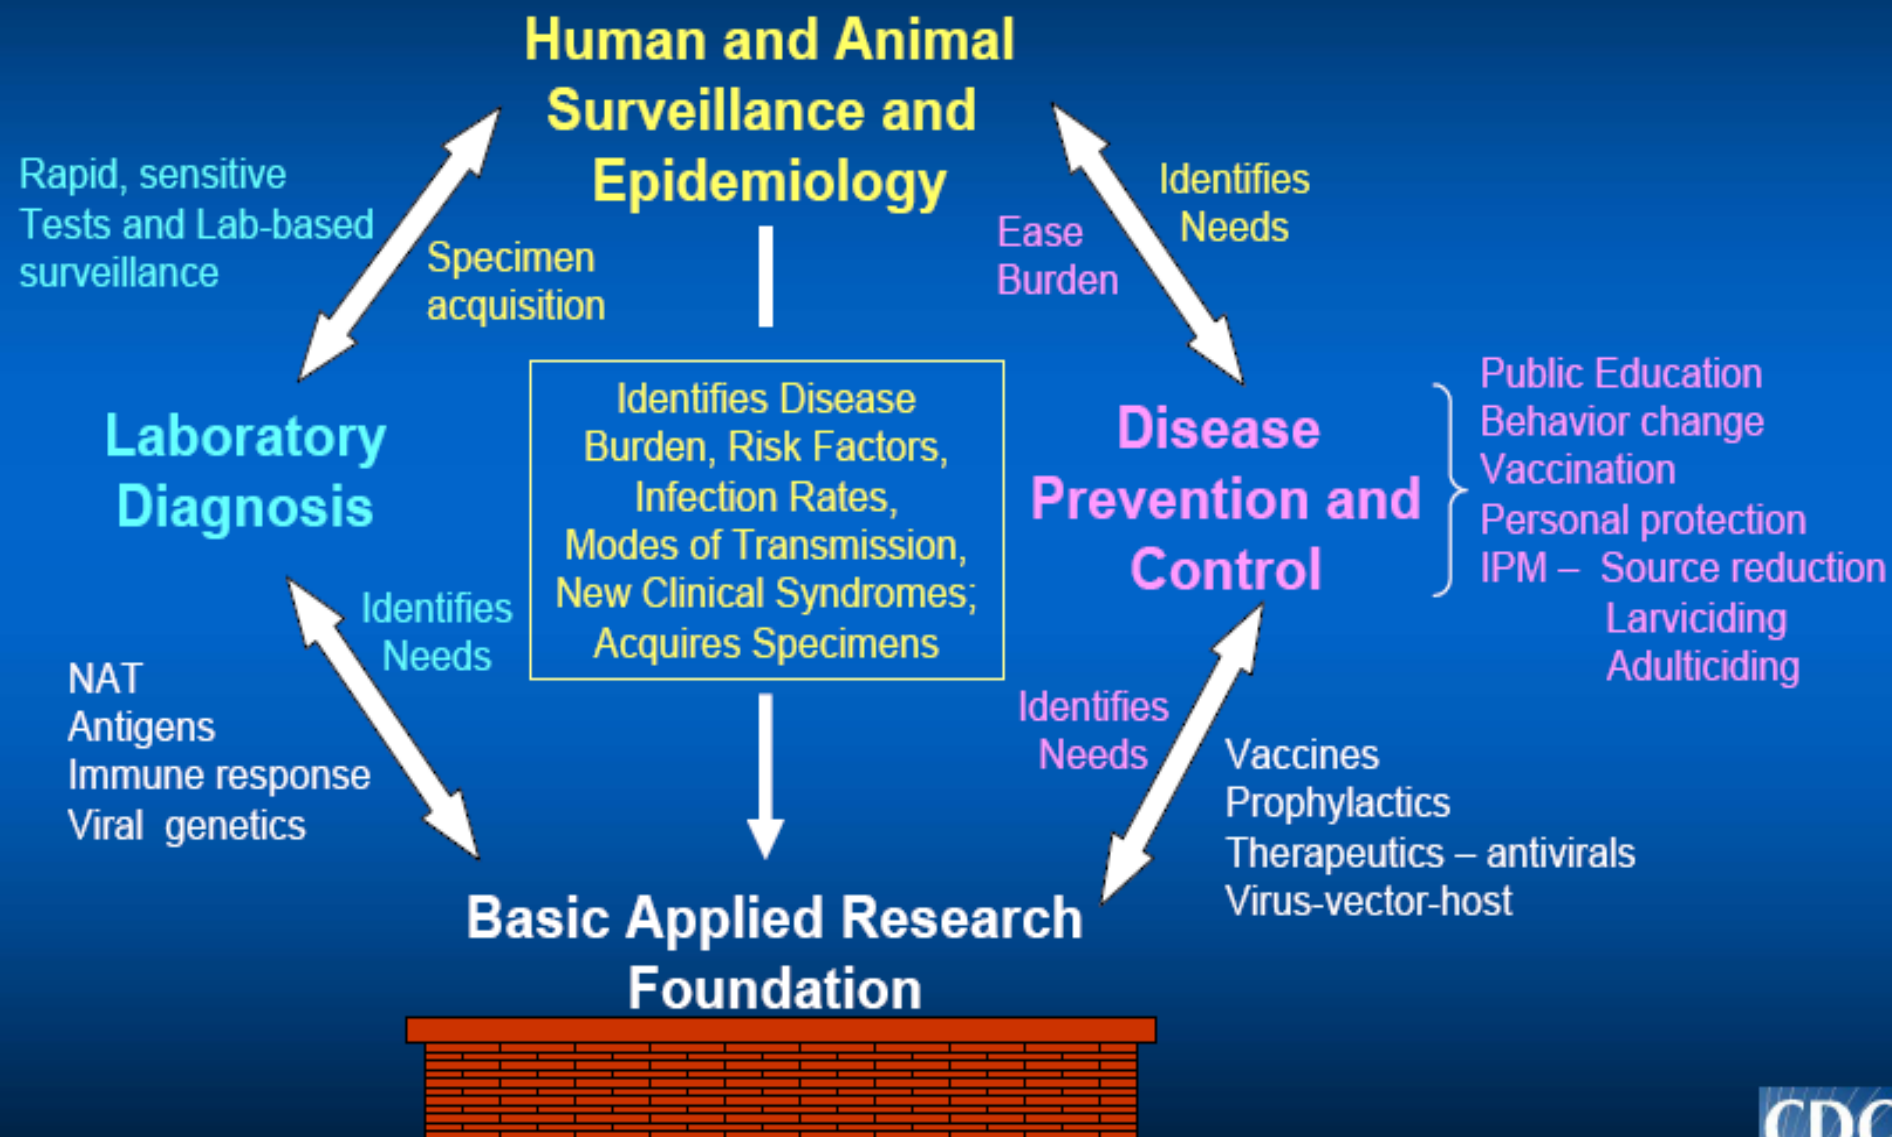 Human and Animal
Surveillance and
Epidemiology
Rapid, sensitive
Tests and Lab-based
surveillance
Specimen
acquisition
Ease
Burden
Identifies
Needs
Laboratory
Diagnosis
Identifies Disease
Burden, Risk Factors,
Infection Rates,
Modes of Transmission,
New Clinical Syndromes;
Acquires Specimens
Disease
Prevention and
Control
Public Education
Behavior change
Vaccination
Personal protection
IPM – Source reduction
Larviciding
Adulticiding
Identifies
Needs
NAT
Antigens
Immune response
Viral genetics
Identifies
Needs
Vaccines
Prophylactics
Therapeutics – antivirals
Virus-vector-host
Basic Applied Research
Foundation
CDC